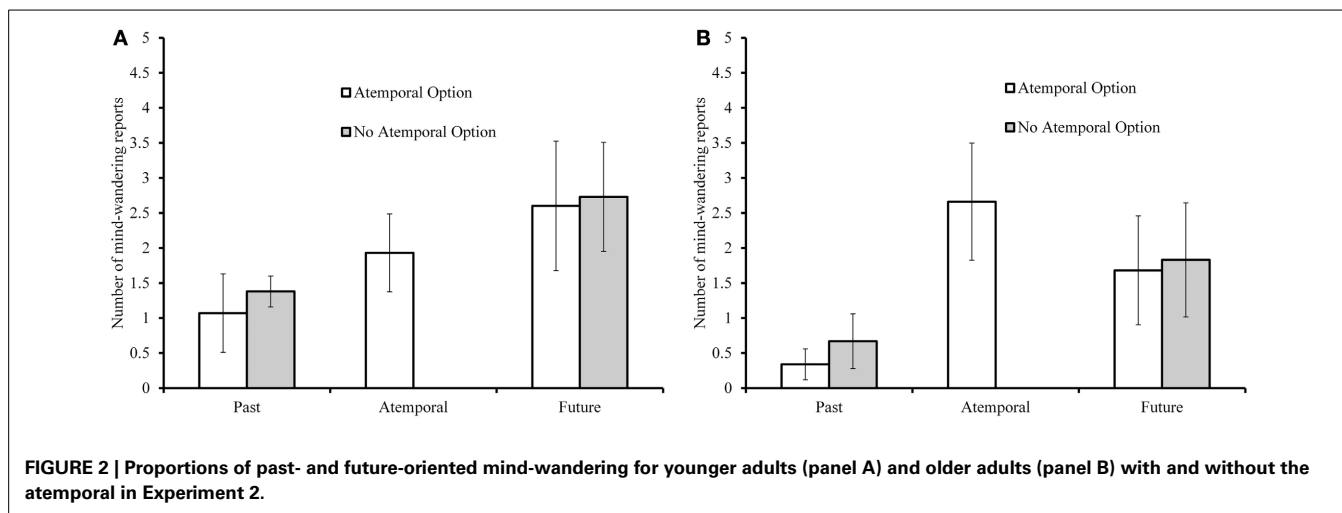 A
5
4.5
4
3.5
3
2.5
2
1.5
1
0.5
0
Number of mind-wandering reports
Atemporal Option
No Atemporal Option
Past Atemporal Future
B
5
4.5
4
3.5
3
2.5
2
1.5
1
0.5
0
Number of mind-wandering reports
Atemporal Option
No Atemporal Option
Past Atemporal Future
FIGURE 2 | Proportions of past- and future-oriented mind-wandering for younger adults (panel A) and older adults (panel B) with and without the
atemporal in Experiment 2.